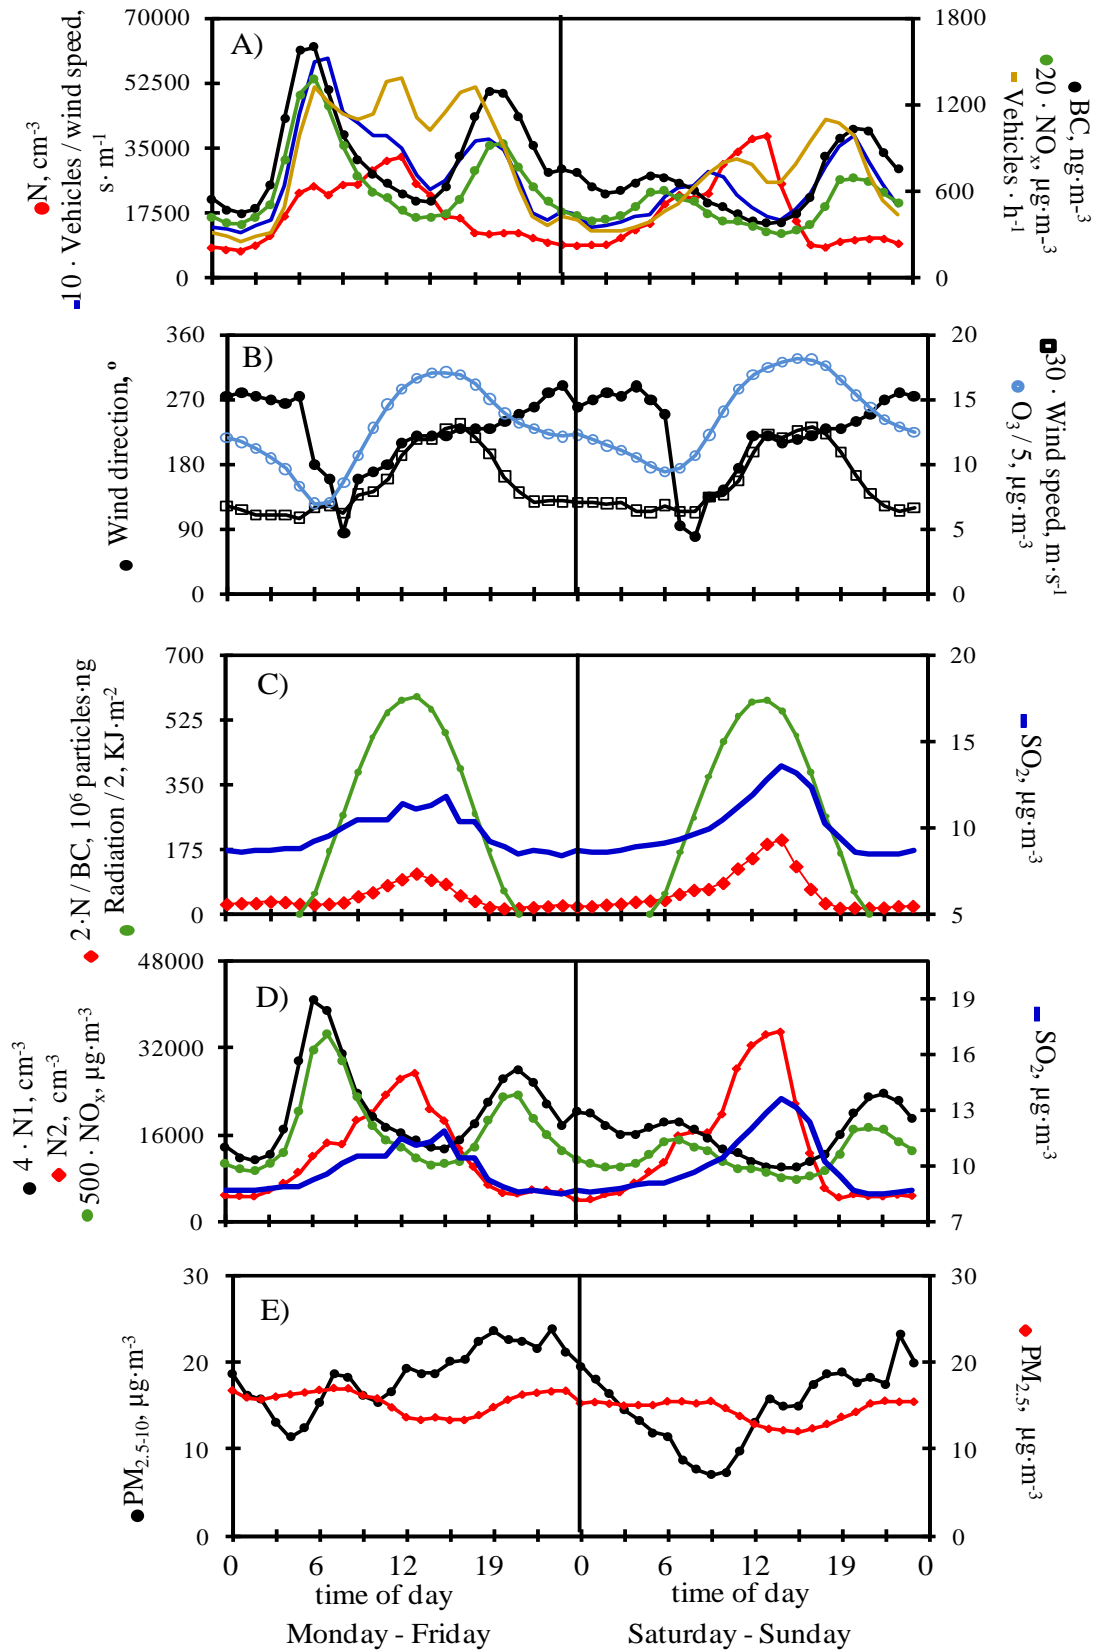 N, cm-3
10 · Vehicles / wind speed,
s· m-1
70000
52500
35000
17500
0
A)
1800
1200
600
0
BC, ng·m-3
20 · NOx, µg·m-3
Vehicles · h-1
Wind direction, º
360
270
180
90
0
B)
20
15
10
5
0
30 · Wind speed, m·s-1
O3 / 5, µg·m-3
2·N / BC, 10^6 particles·ng
Radiation / 2, KJ·m-2
700
525
350
175
0
C)
20
15
10
5
SO2, µg·m-3
4 · N1, cm-3
N2, cm-3
500 · NOx, µg·m-3
48000
32000
16000
0
D)
19
16
13
10
7
SO2, µg·m-3
PM2.5-10, µg·m-3
30
20
10
0
E)
30
20
10
0
PM2.5, µg·m-3
0 6 12 19 0 6 12 19 0
time of day time of day
Monday - Friday Saturday - Sunday